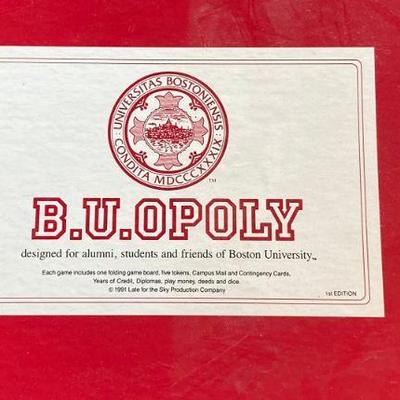 UNIVERSITAS BOSTONIENSIS
CONDITA MDCCCXXXIX
TM
B.U.OPOLY
designed for alumni, students and friends of Boston University™
Each game includes one folding game board, five tokens, Campus Mail and Contingency Cards,
Years of Credit, Diplomas, play money, deeds and dice.
© 1991 Late for the Sky Production Company
1st EDITION